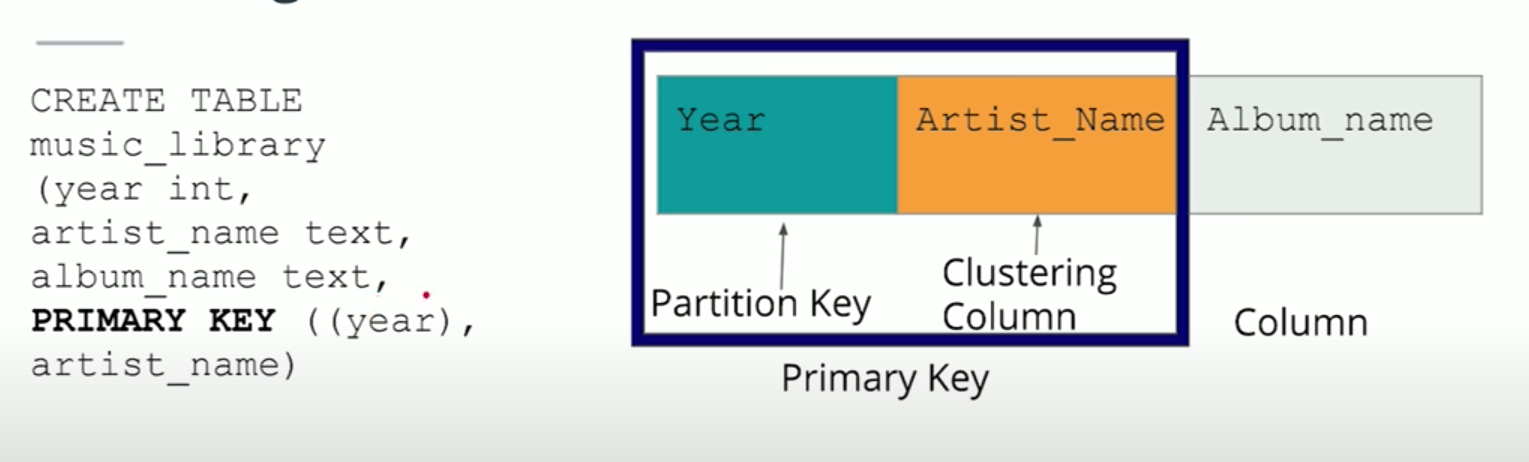 CREATE TABLE
music_library
(year int,
artist_name text,
album_name text,
PRIMARY KEY ((year),
artist_name)
Year
Artist_Name
Album_name
Partition Key
Clustering
Column
Column
Primary Key